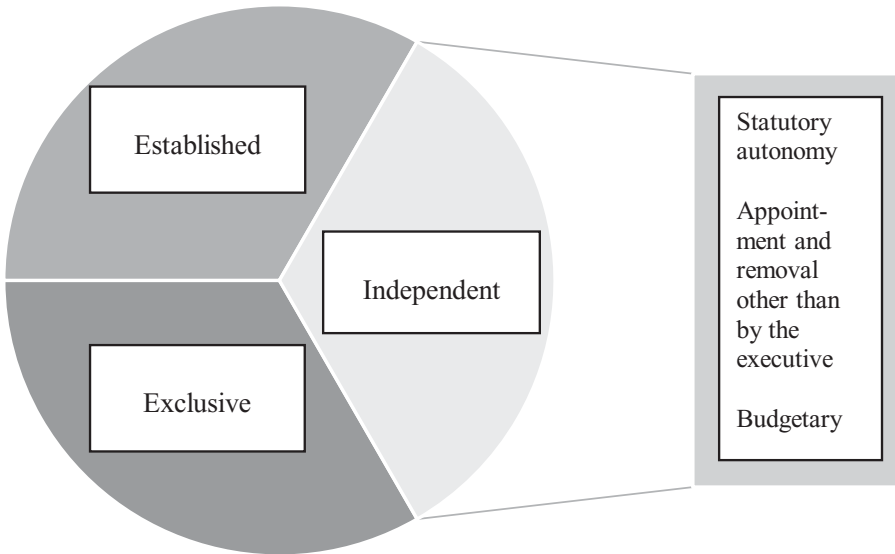 Established
Independent
Exclusive
Statutory
autonomy
Appoint-
ment and
removal
other than
by the
executive
Budgetary